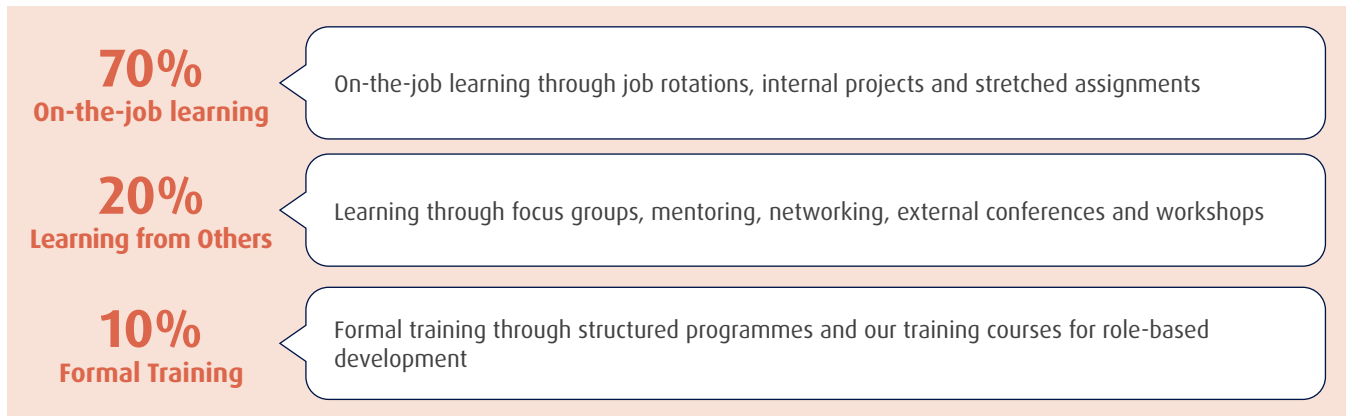 70%
On-the-job learning
On-the-job learning through job rotations, internal projects and stretched assignments
20%
Learning from Others
Learning through focus groups, mentoring, networking, external conferences and workshops
10%
Formal Training
Formal training through structured programmes and our training courses for role-based
development